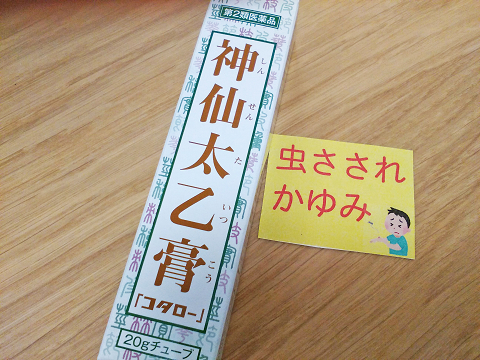 第2類医薬品
神仙太乙膏
しんせんたいつこう
「コタロー」
20gチューブ
虫さされ
かゆみ